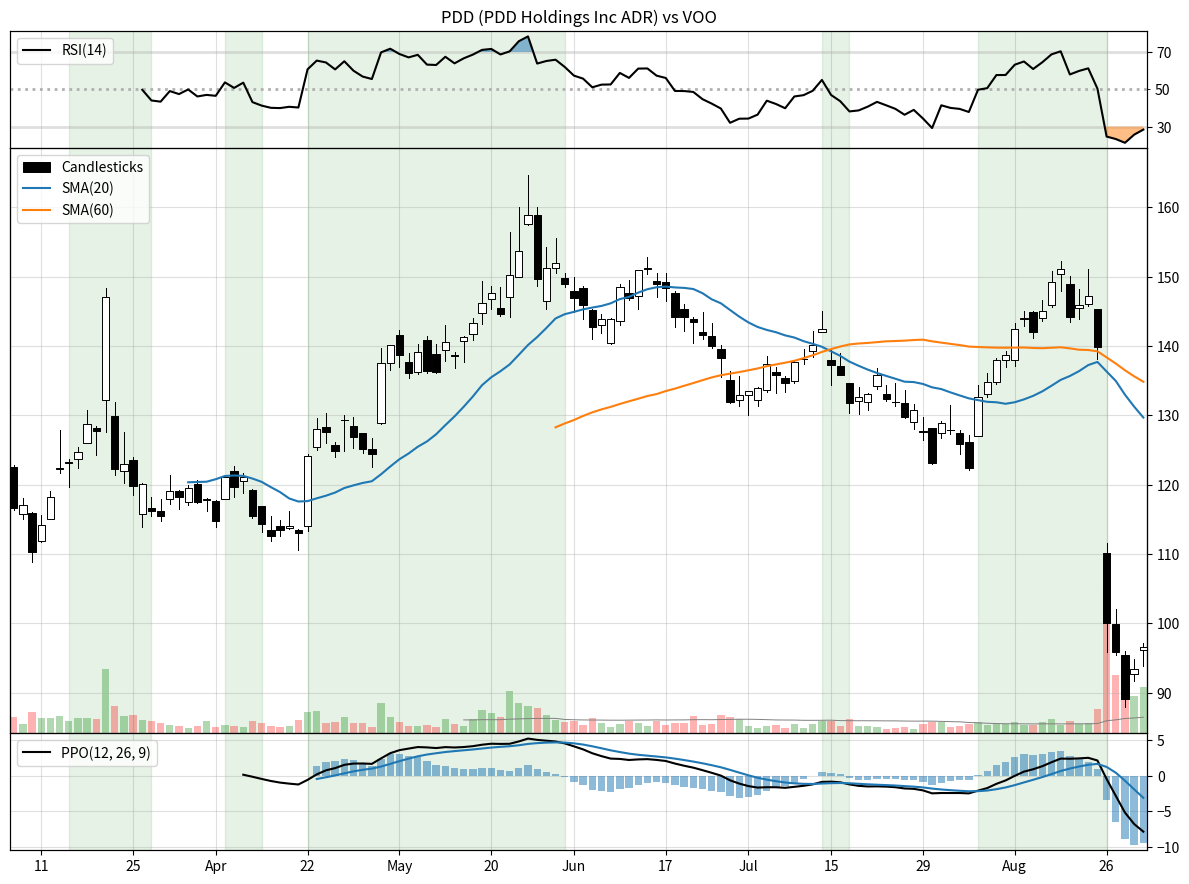 PDD (PDD Holdings Inc ADR) vs VOO
RSI(14)
70
50
30
Candlesticks
SMA(20)
SMA(60)
160
150
140
130
120
110
100
90
PPO(12, 26, 9)
5
0
−5
−10
11 25 Apr 22 May 20 Jun 17 Jul 15 29 Aug 26